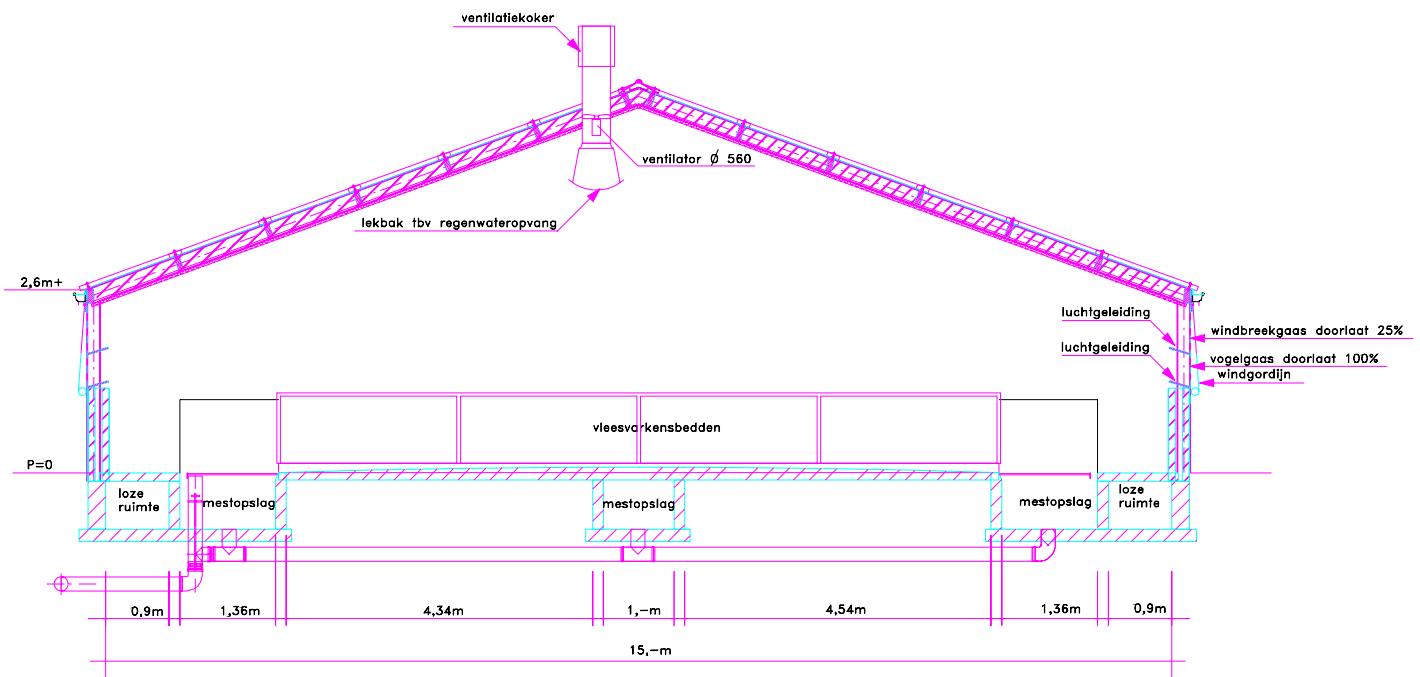 ventilatiekoker
ventilator Ø 560
lekbak tbv regenwateropvang
2,6m+
luchtgeleiding
windbreekgaas doorlaat 25%
luchtgeleiding
vogelgaas doorlaat 100%
windgordijn
vleesvarkensbedden
P=0
loze
ruimte
mestopslag
mestopslag
mestopslag
loze
ruimte
0,9m
1,36m
4,34m
1,-m
4,54m
1,36m
0,9m
15,-m